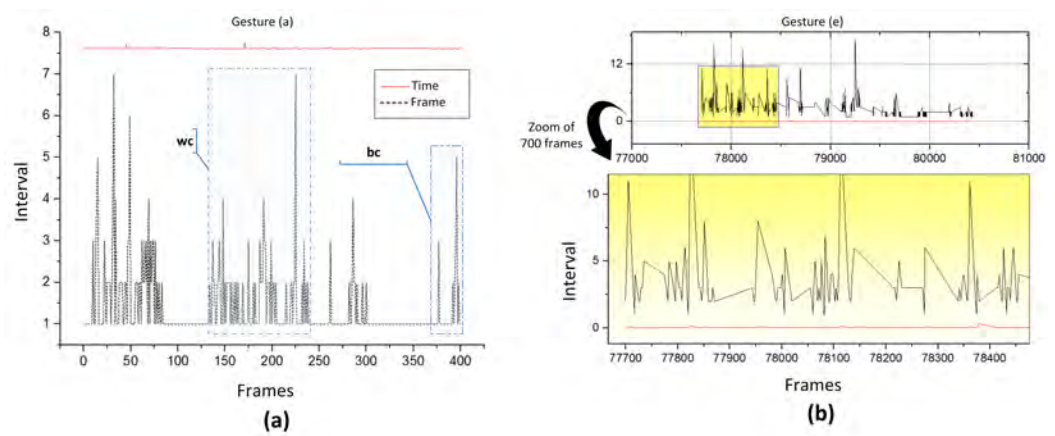 Gesture (a)
8
7
6
5
4
3
2
1
Interval
Time
Frame
wc
bc
0
50
100
150
200
250
300
350
400
Frames
(a)
Gesture (e)
12
0
77000
78000
79000
80000
81000
Zoom of
700 frames
10
5
0
Interval
77700
77800
77900
78000
78100
78200
78300
78400
Frames
(b)